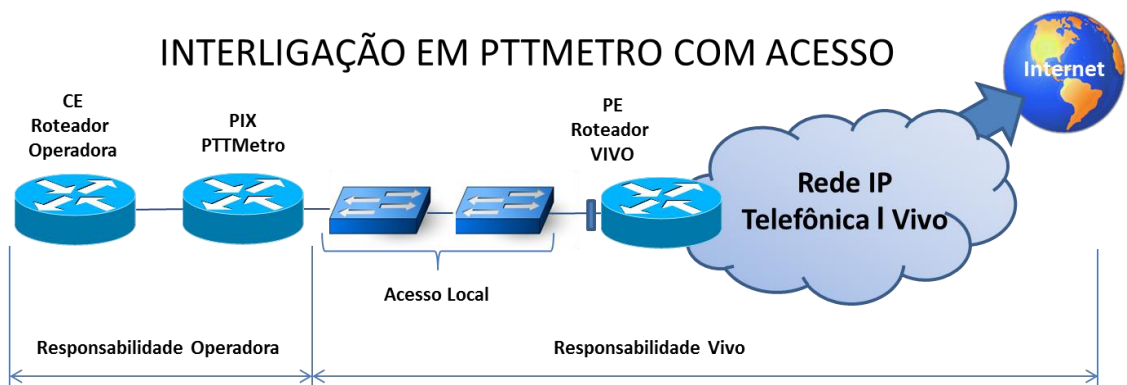 INTERLIGAÇÃO EM PTTMETRO COM ACESSO
Internet
CE
Roteador
Operadora
PIX
PTTMetro
PE
Roteador
VIVO
Rede IP
Telefônica l Vivo
Acesso Local
Responsabilidade Operadora
Responsabilidade Vivo